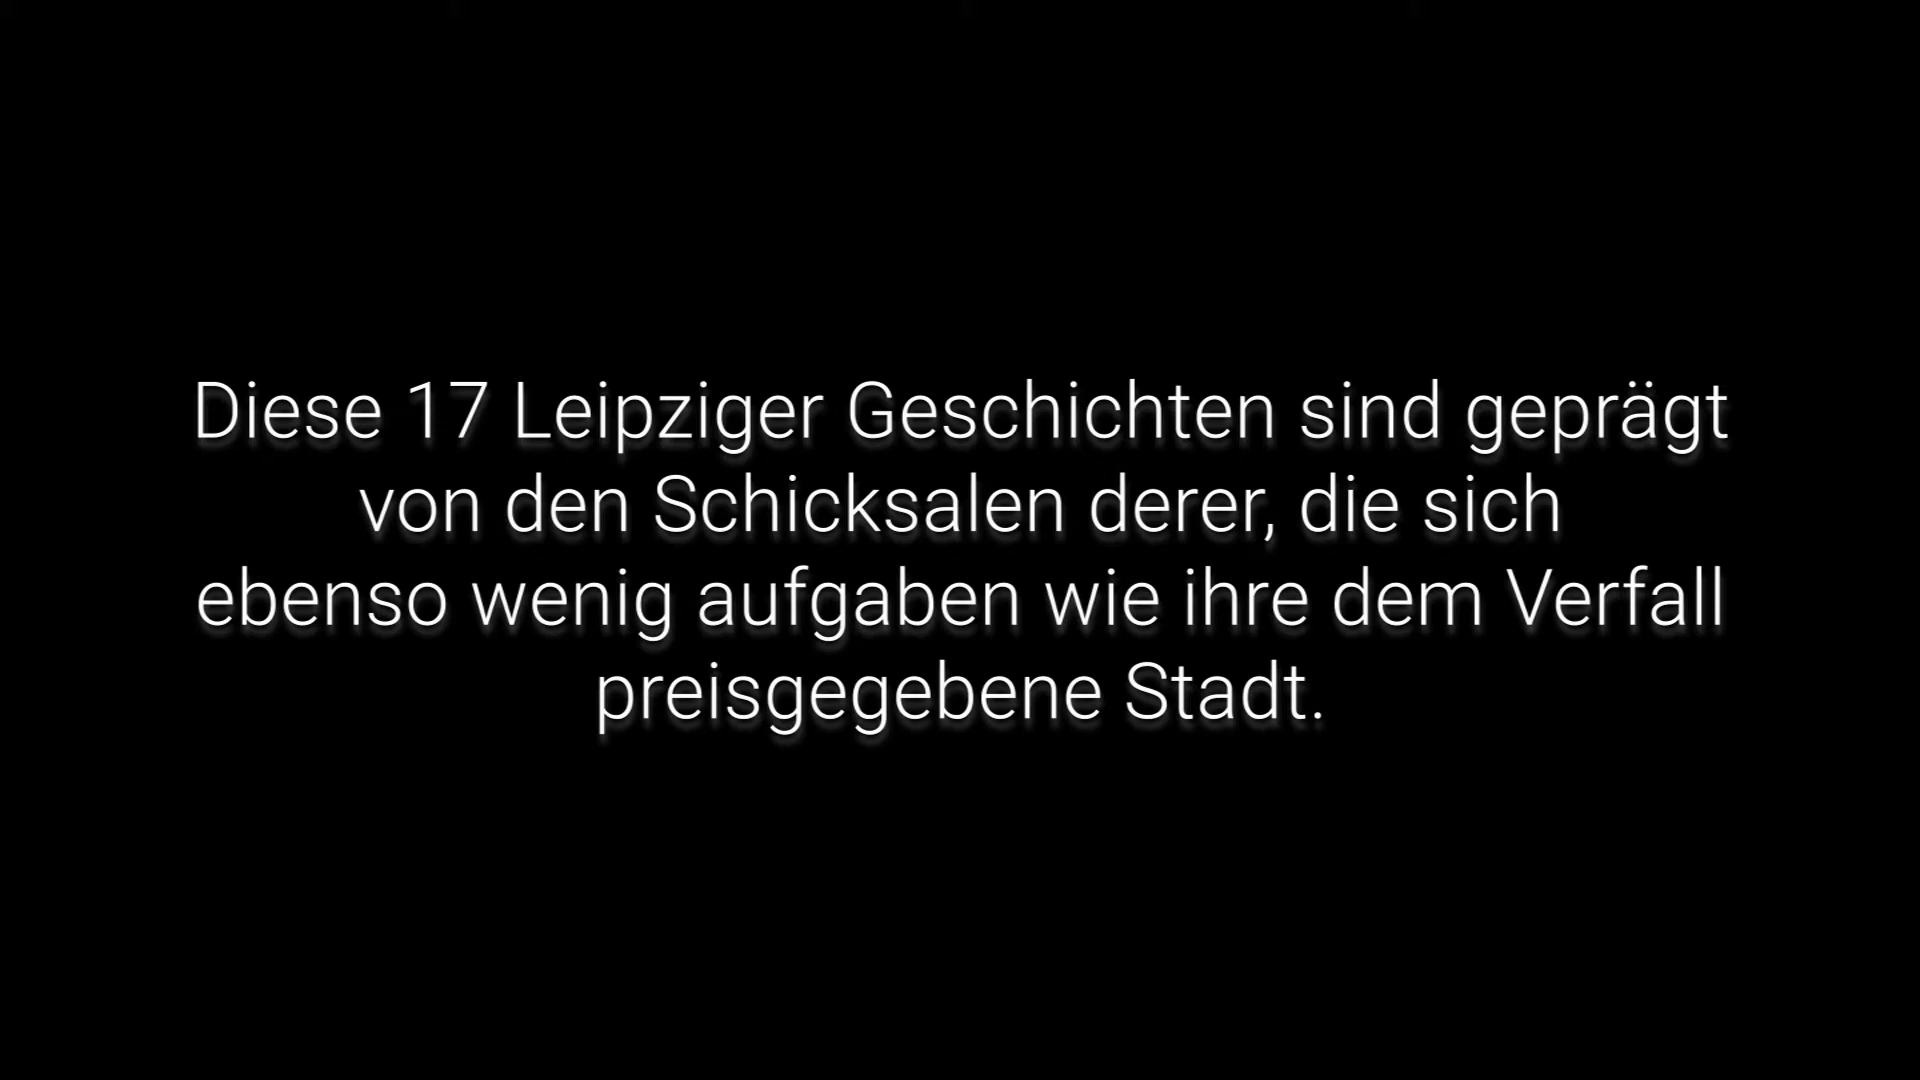 Diese 17 Leipziger Geschichten sind geprägt
von den Schicksalen derer, die sich
ebenso wenig aufgaben wie ihre dem Verfall
preisgegebene Stadt.